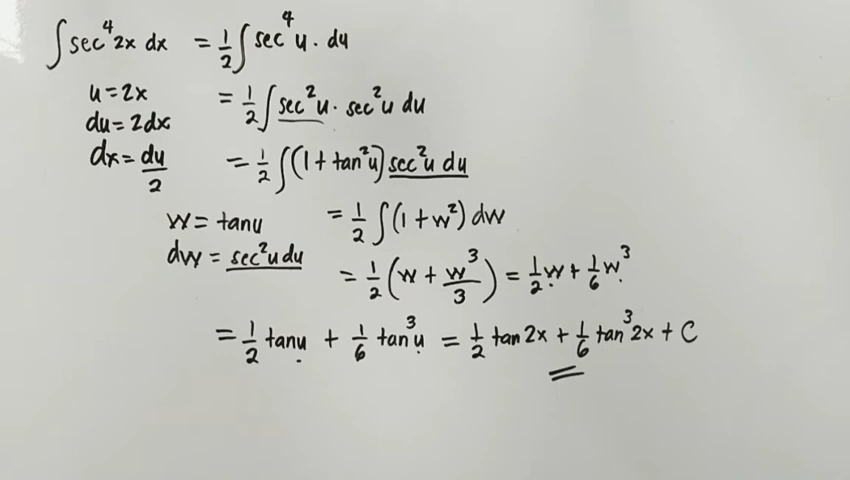 ∫ sec⁴2x dx = 1/2 ∫ sec⁴u · du
u = 2x = 1/2 ∫ sec²u · sec²u du
du = 2dx
dx = du/2 = 1/2 ∫ (1 + tan²u) sec²u du
w = tanu = 1/2 ∫ (1 + w²) dw
dw = sec²u du = 1/2 (w + w³/3) = 1/2 w + 1/6 w³
= 1/2 tanu + 1/6 tan³u = 1/2 tan 2x + 1/6 tan³2x + C